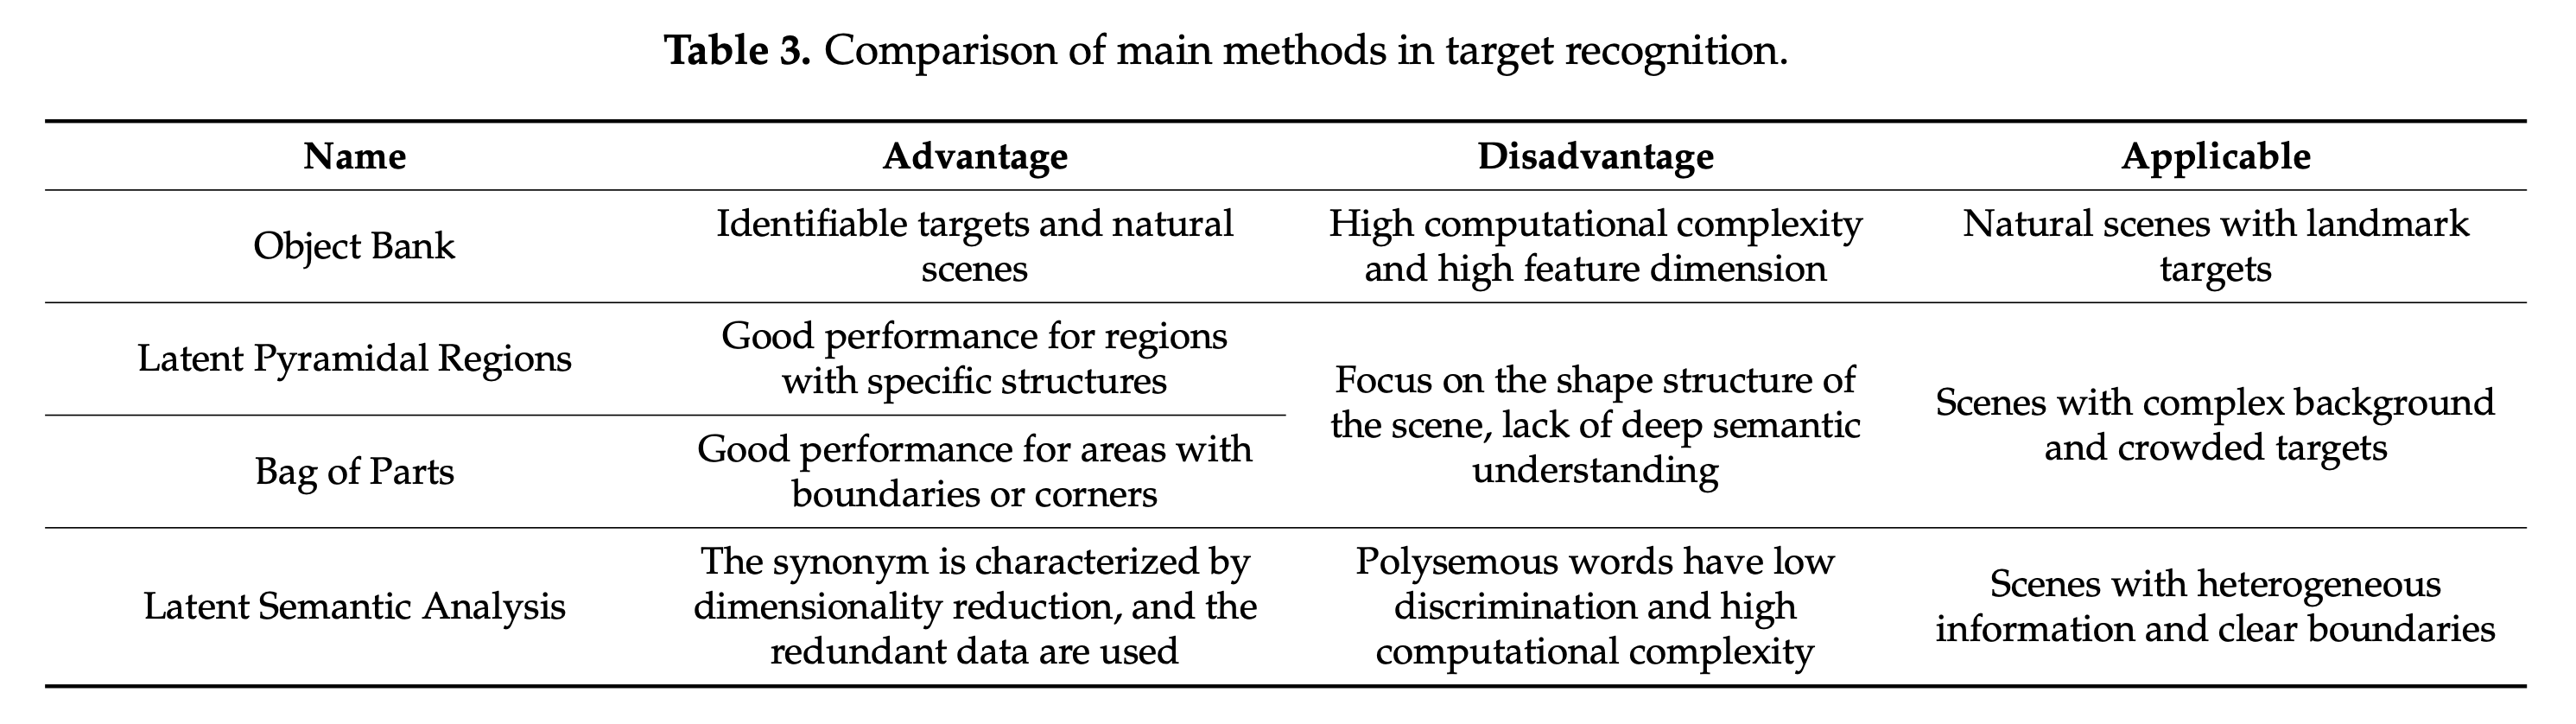 Table 3. Comparison of main methods in target recognition.
Name Advantage Disadvantage Applicable
Object Bank
Identifiable targets and natural
scenes
High computational complexity
and high feature dimension
Natural scenes with landmark
targets
Latent Pyramidal Regions
Good performance for regions
with specific structures
Focus on the shape structure of
the scene, lack of deep semantic
understanding
Scenes with complex background
and crowded targets
Bag of Parts
Good performance for areas with
boundaries or corners
Latent Semantic Analysis
The synonym is characterized by
dimensionality reduction, and the
redundant data are used
Polysemous words have low
discrimination and high
computational complexity
Scenes with heterogeneous
information and clear boundaries